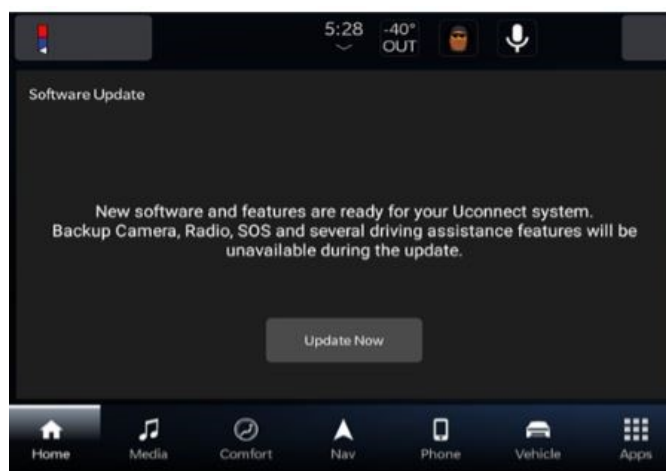 5:28
-40°
OUT
Software Update
New software and features are ready for your Uconnect system.
Backup Camera, Radio, SOS and several driving assistance features will be
unavailable during the update.
Update Now
Home Media Comfort Nav Phone Vehicle Apps